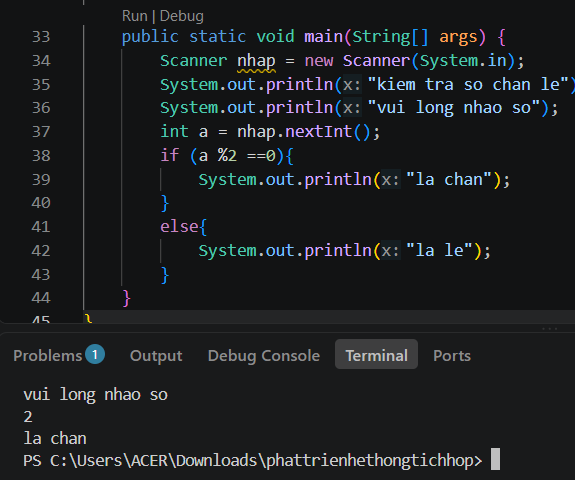 Run | Debug
33 public static void main(String[] args) {
34 Scanner nhap = new Scanner(System.in);
35 System.out.println(x: "kiem tra so chan le")
36 System.out.println(x: "vui long nhao so");
37 int a = nhap.nextInt();
38 if (a %2 ==0){
39 System.out.println(x: "la chan");
40 }
41 else{
42 System.out.println(x: "la le");
43 }
44 }
45 }
Problems 1 Output Debug Console Terminal Ports
vui long nhao so
2
la chan
PS C:\Users\ACER\Downloads\phattrienhethongtichhop>